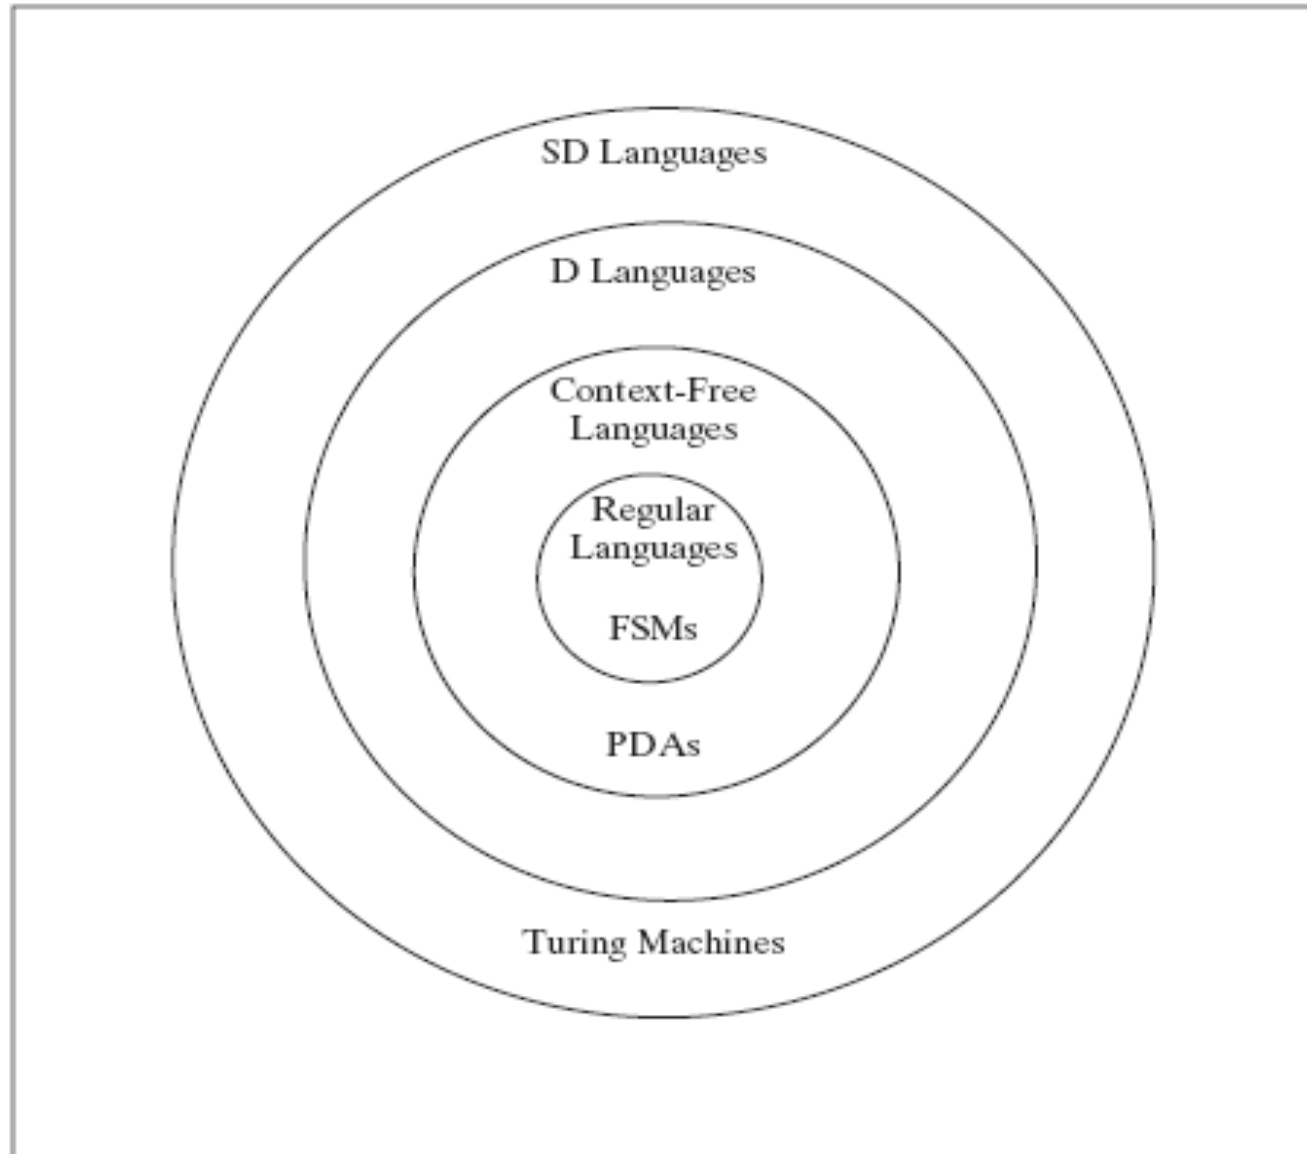 SD Languages
D Languages
Context-Free
Languages
Regular
Languages
FSMs
PDAs
Turing Machines